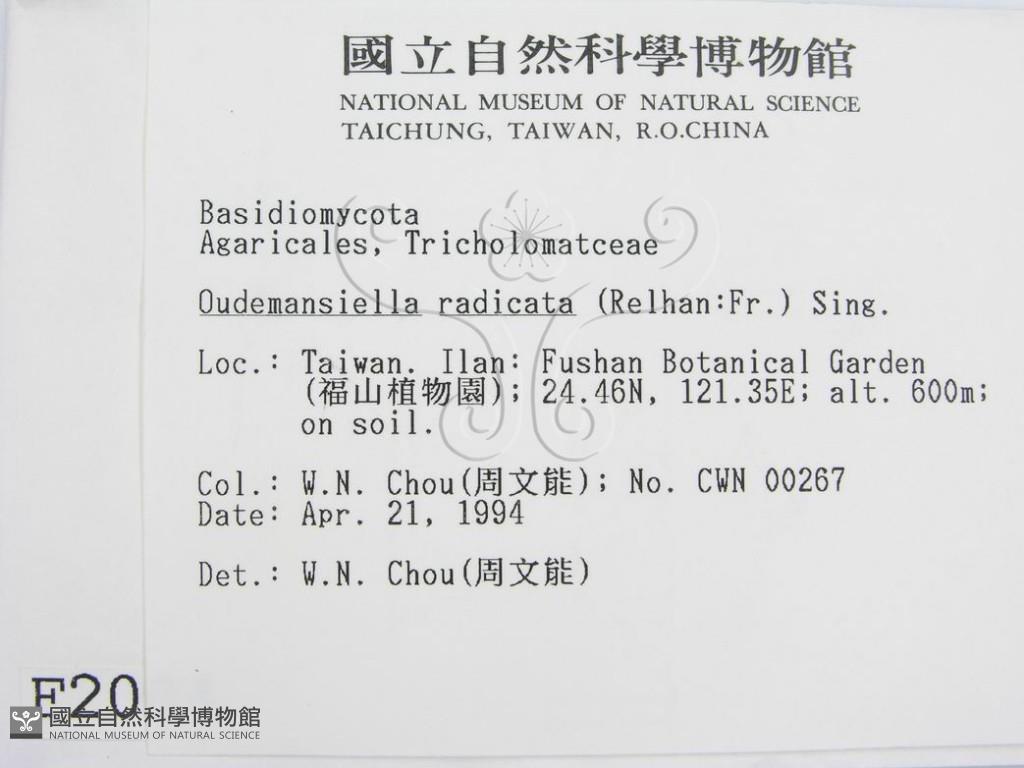 國立自然科學博物館
NATIONAL MUSEUM OF NATURAL SCIENCE
TAICHUNG, TAIWAN, R.O.CHINA
Basidiomycota
Agaricales, Tricholomatceae
Oudemansiella radicata (Relhan:Fr.) Sing.
Loc.: Taiwan. Ilan: Fushan Botanical Garden
(福山植物園); 24.46N, 121.35E; alt. 600m;
on soil.
Col.: W.N. Chou(周文能); No. CWN 00267
Date: Apr. 21, 1994
Det.: W.N. Chou(周文能)
F20
國立自然科學博物館
NATIONAL MUSEUM OF NATURAL SCIENCE